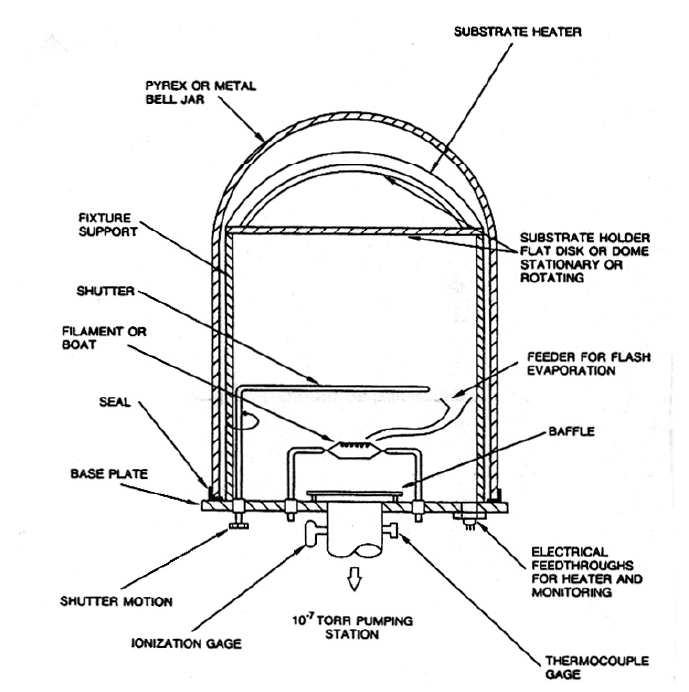 SUBSTRATE HEATER
PYREX OR METAL
BELL JAR
FIXTURE
SUPPORT
SUBSTRATE HOLDER
FLAT DISK OR DOME
STATIONARY OR
ROTATING
SHUTTER
FILAMENT OR
BOAT
FEEDER FOR FLASH
EVAPORATION
SEAL
BAFFLE
BASE PLATE
ELECTRICAL
FEEDTHROUGHS
FOR HEATER AND
MONITORING
SHUTTER MOTION
10-7 TORR PUMPING
STATION
IONIZATION GAGE
THERMOCOUPLE
GAGE